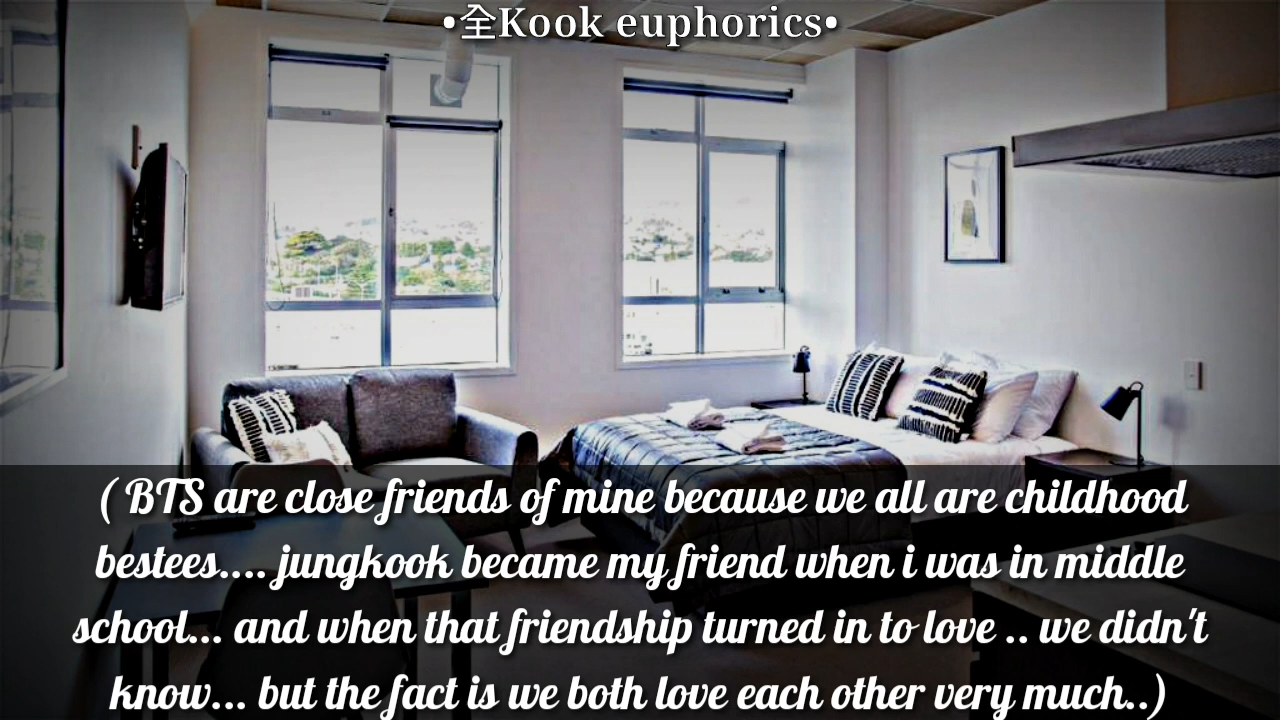 •全Kook euphorics•
( BTS are close friends of mine because we all are childhood
bestees.... jungkook became my friend when i was in middle
school... and when that friendship turned in to love .. we didn't
know... but the fact is we both love each other very much..)